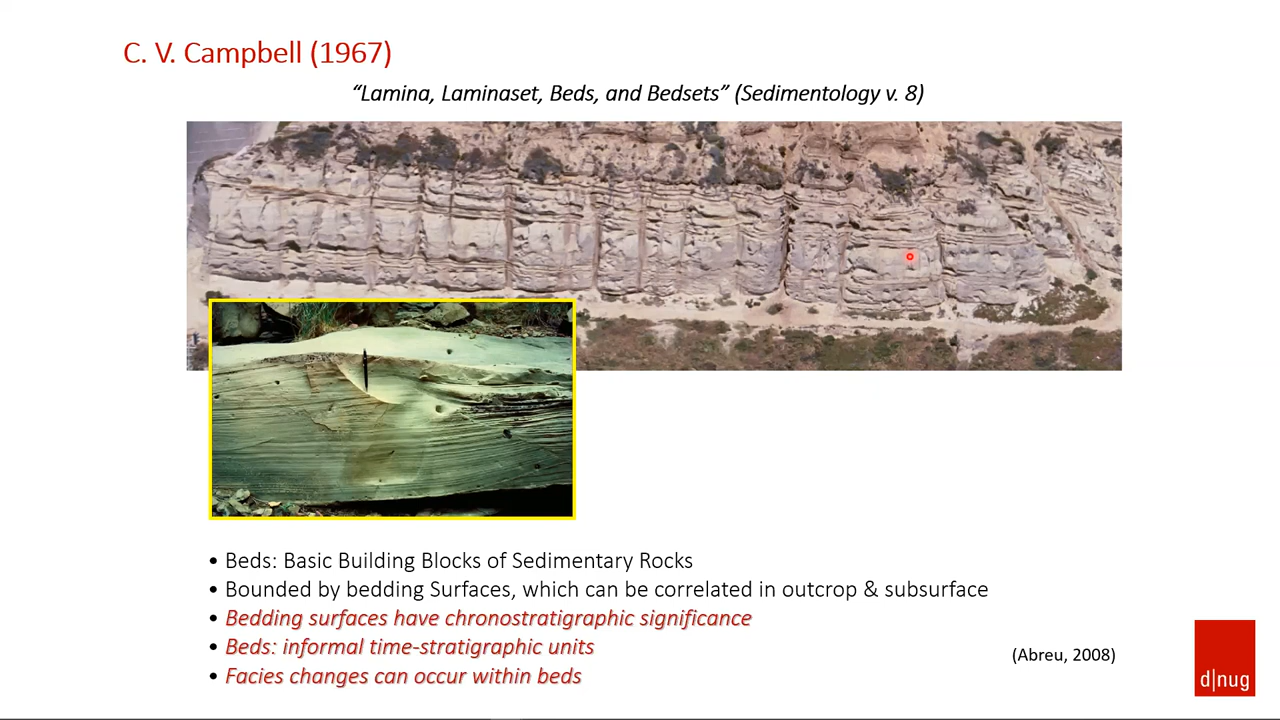 C. V. Campbell (1967)
“Lamina, Laminaset, Beds, and Bedsets” (Sedimentology v. 8)
• Beds: Basic Building Blocks of Sedimentary Rocks
• Bounded by bedding Surfaces, which can be correlated in outcrop & subsurface
• Bedding surfaces have chronostratigraphic significance
• Beds: informal time-stratigraphic units
• Facies changes can occur within beds
(Abreu, 2008)
d|nug